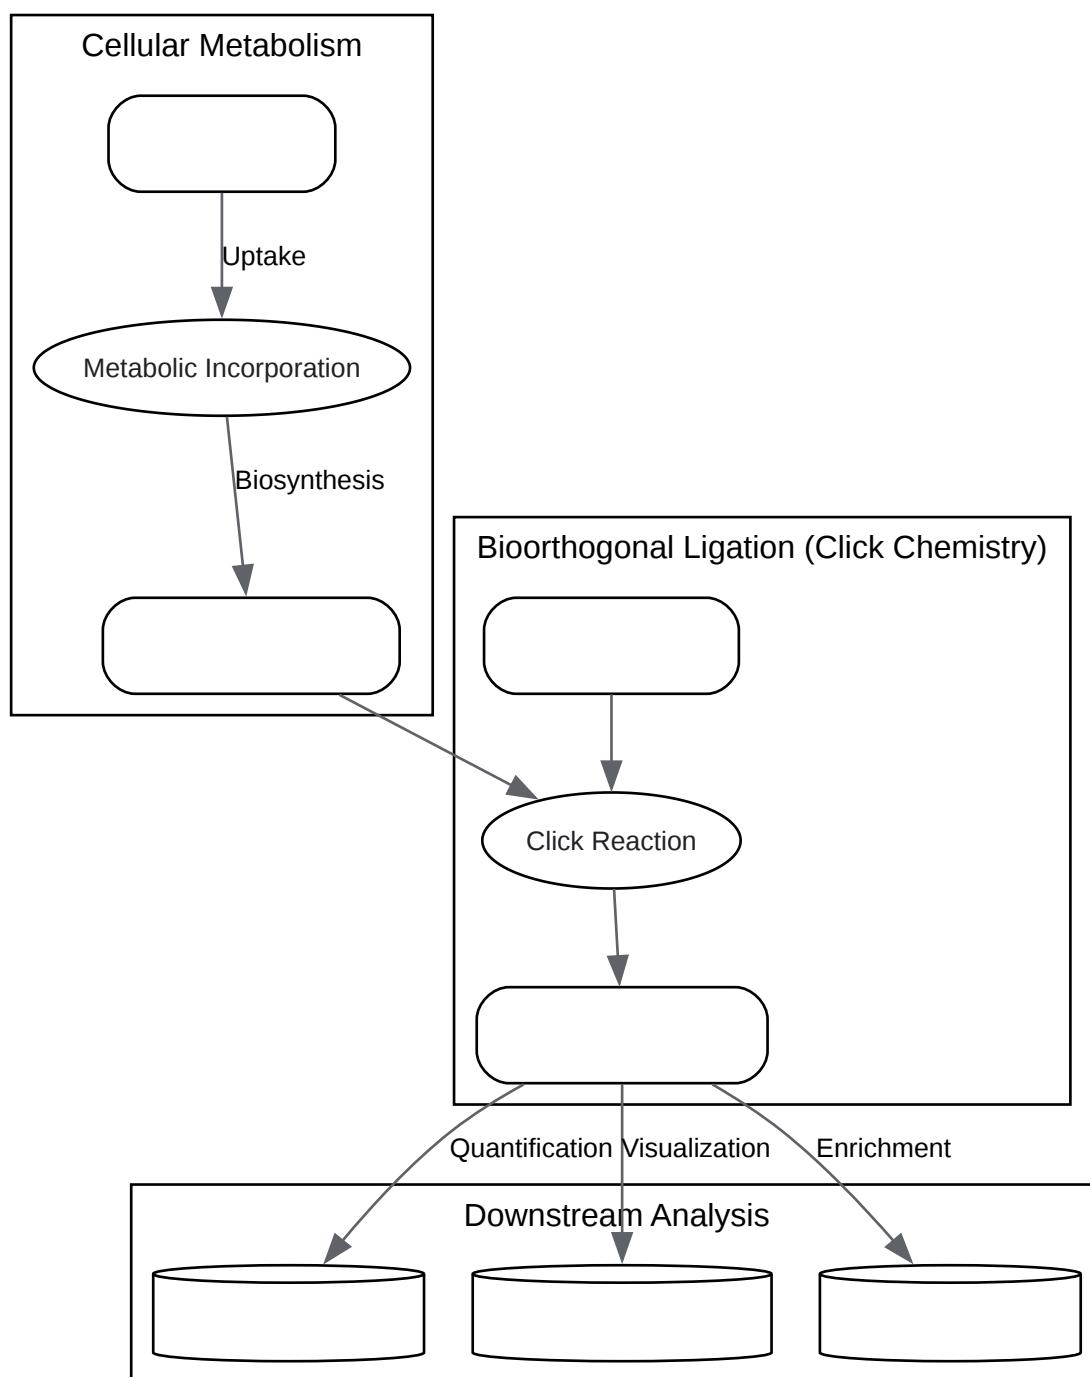 Cellular Metabolism
Uptake
Metabolic Incorporation
Biosynthesis
Bioorthogonal Ligation (Click Chemistry)
Click Reaction
Quantification
Visualization
Enrichment
Downstream Analysis